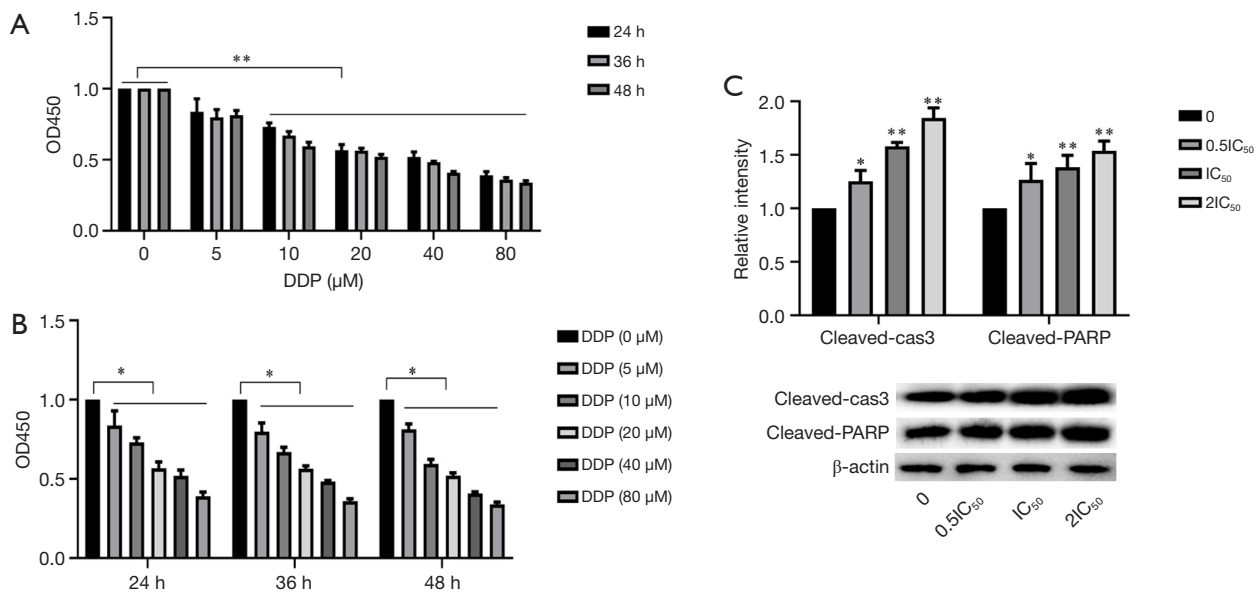 A
1.5
1.0
0.5
0.0
OD450
**
0 5 10 20 40 80
DDP (µM)
24 h
36 h
48 h
B
1.5
1.0
0.5
0.0
OD450
* * *
24 h 36 h 48 h
DDP (0 µM)
DDP (5 µM)
DDP (10 µM)
DDP (20 µM)
DDP (40 µM)
DDP (80 µM)
C
2.0
1.5
1.0
0.5
0.0
Relative intensity
* ** ** * ** **
Cleaved-cas3 Cleaved-PARP
0
0.5IC₅₀
IC₅₀
2IC₅₀
Cleaved-cas3
Cleaved-PARP
β-actin
0 0.5IC₅₀ IC₅₀ 2IC₅₀